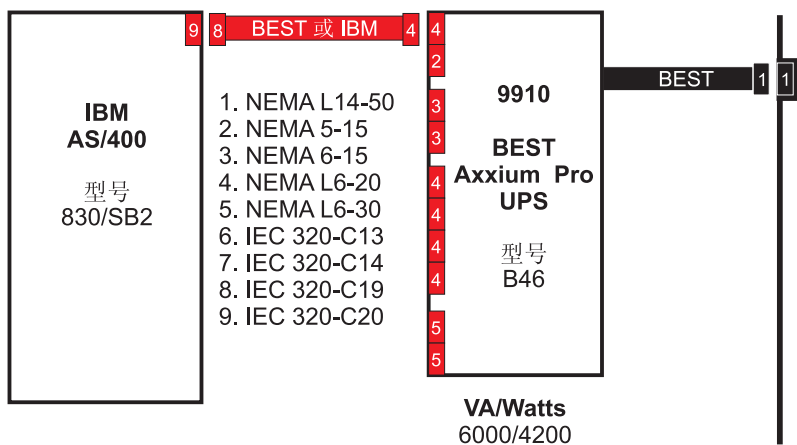 9 8 BEST 或 IBM 4 4
2
3
3
4
4
4
4
5
5
IBM
AS/400
型号
830/SB2
1. NEMA L14-50
2. NEMA 5-15
3. NEMA 6-15
4. NEMA L6-20
5. NEMA L6-30
6. IEC 320-C13
7. IEC 320-C14
8. IEC 320-C19
9. IEC 320-C20
9910
BEST
Axxium Pro
UPS
型号
B46
BEST 1 1
VA/Watts
6000/4200